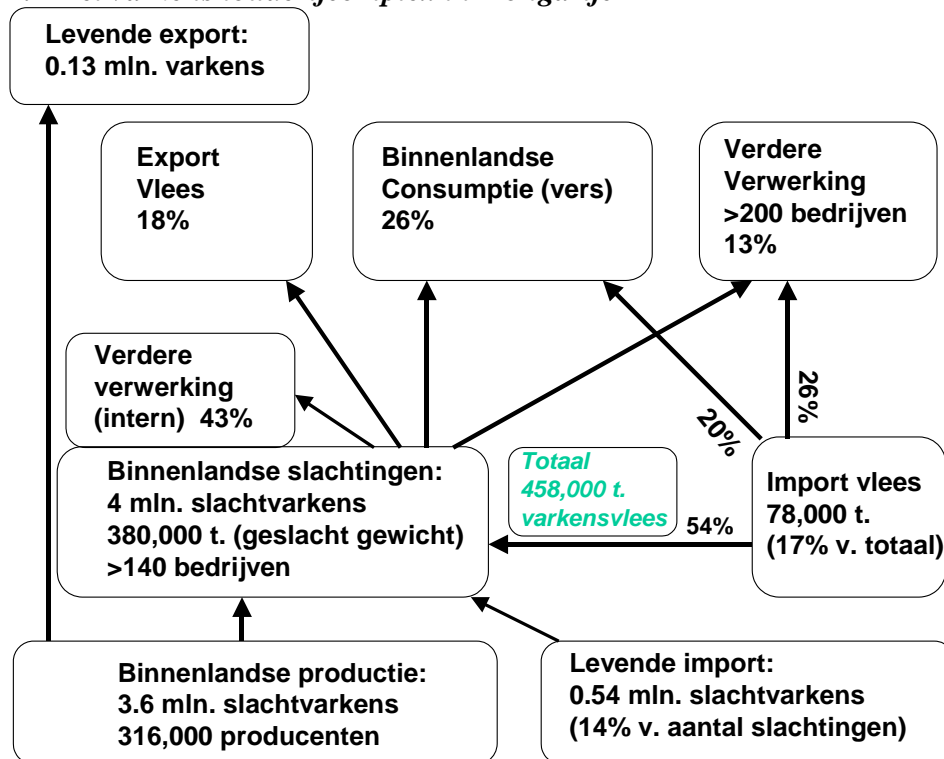 Levende export:
0.13 mln. varkens
Export
Vlees
18%
Binnenlandse
Consumptie (vers)
26%
Verdere
Verwerking
>200 bedrijven
13%
Verdere
verwerking
(intern) 43%
26%
20%
Binnenlandse slachtingen:
4 mln. slachtvarkens
380,000 t. (geslacht gewicht)
>140 bedrijven
Totaal
458,000 t.
varkensvlees
54%
Import vlees
78,000 t.
(17% v. totaal)
Binnenlandse productie:
3.6 mln. slachtvarkens
316,000 producenten
Levende import:
0.54 mln. slachtvarkens
(14% v. aantal slachtingen)